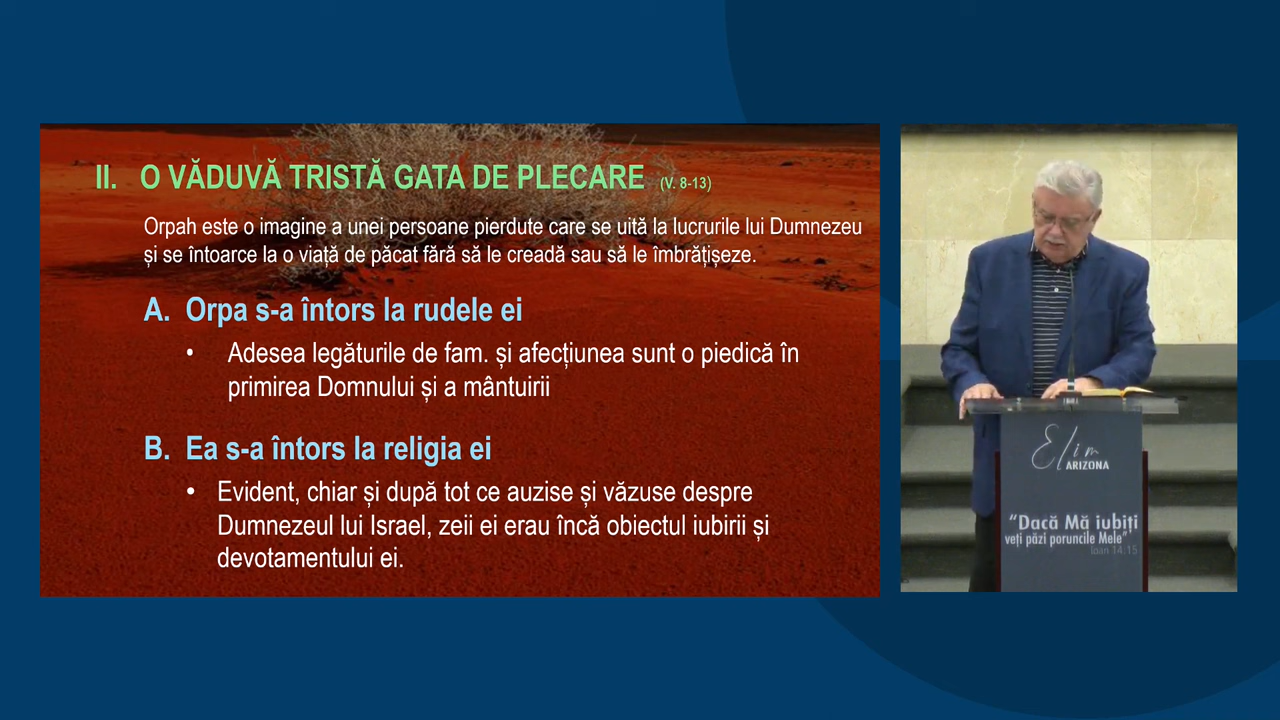 II. O VĂDUVĂ TRISTĂ GATA DE PLECARE (V. 8-13)
Orpah este o imagine a unei persoane pierdute care se uită la lucrurile lui Dumnezeu
și se întoarce la o viață de păcat fără să le creadă sau să le îmbrățișeze.
A. Orpa s-a întors la rudele ei
• Adesea legăturile de fam. și afecțiunea sunt o piedică în
primirea Domnului și a mântuirii
B. Ea s-a întors la religia ei
• Evident, chiar și după tot ce auzise și văzuse despre
Dumnezeul lui Israel, zeii ei erau încă obiectul iubirii și
devotamentului ei.
Elim
ARIZONA
“Dacă Mă iubiți
veți păzi poruncile Mele”
Ioan 14:15